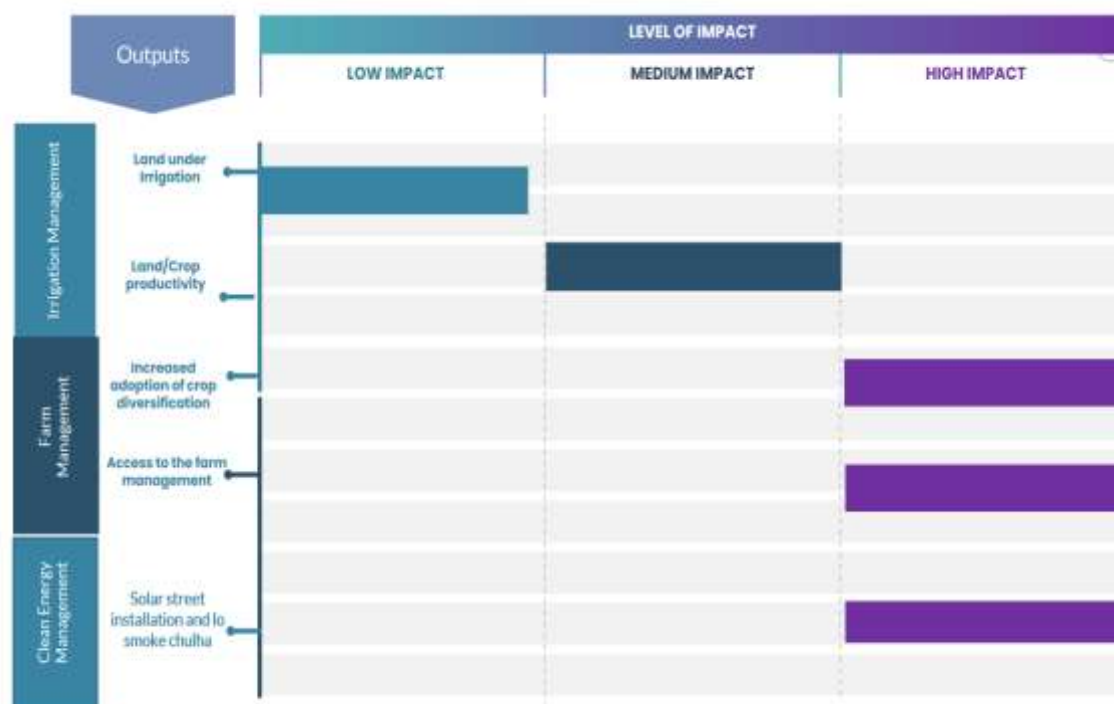 Outputs
LEVEL OF IMPACT
LOW IMPACT
MEDIUM IMPACT
HIGH IMPACT
Irrigation Management
Land under
Irrigation
Land/Crop
productivity
Farm
Management
Increased
adoption of crop
diversification
Access to the farm
management
Clean Energy
Management
Solar street
installation and lo
smoke chulha